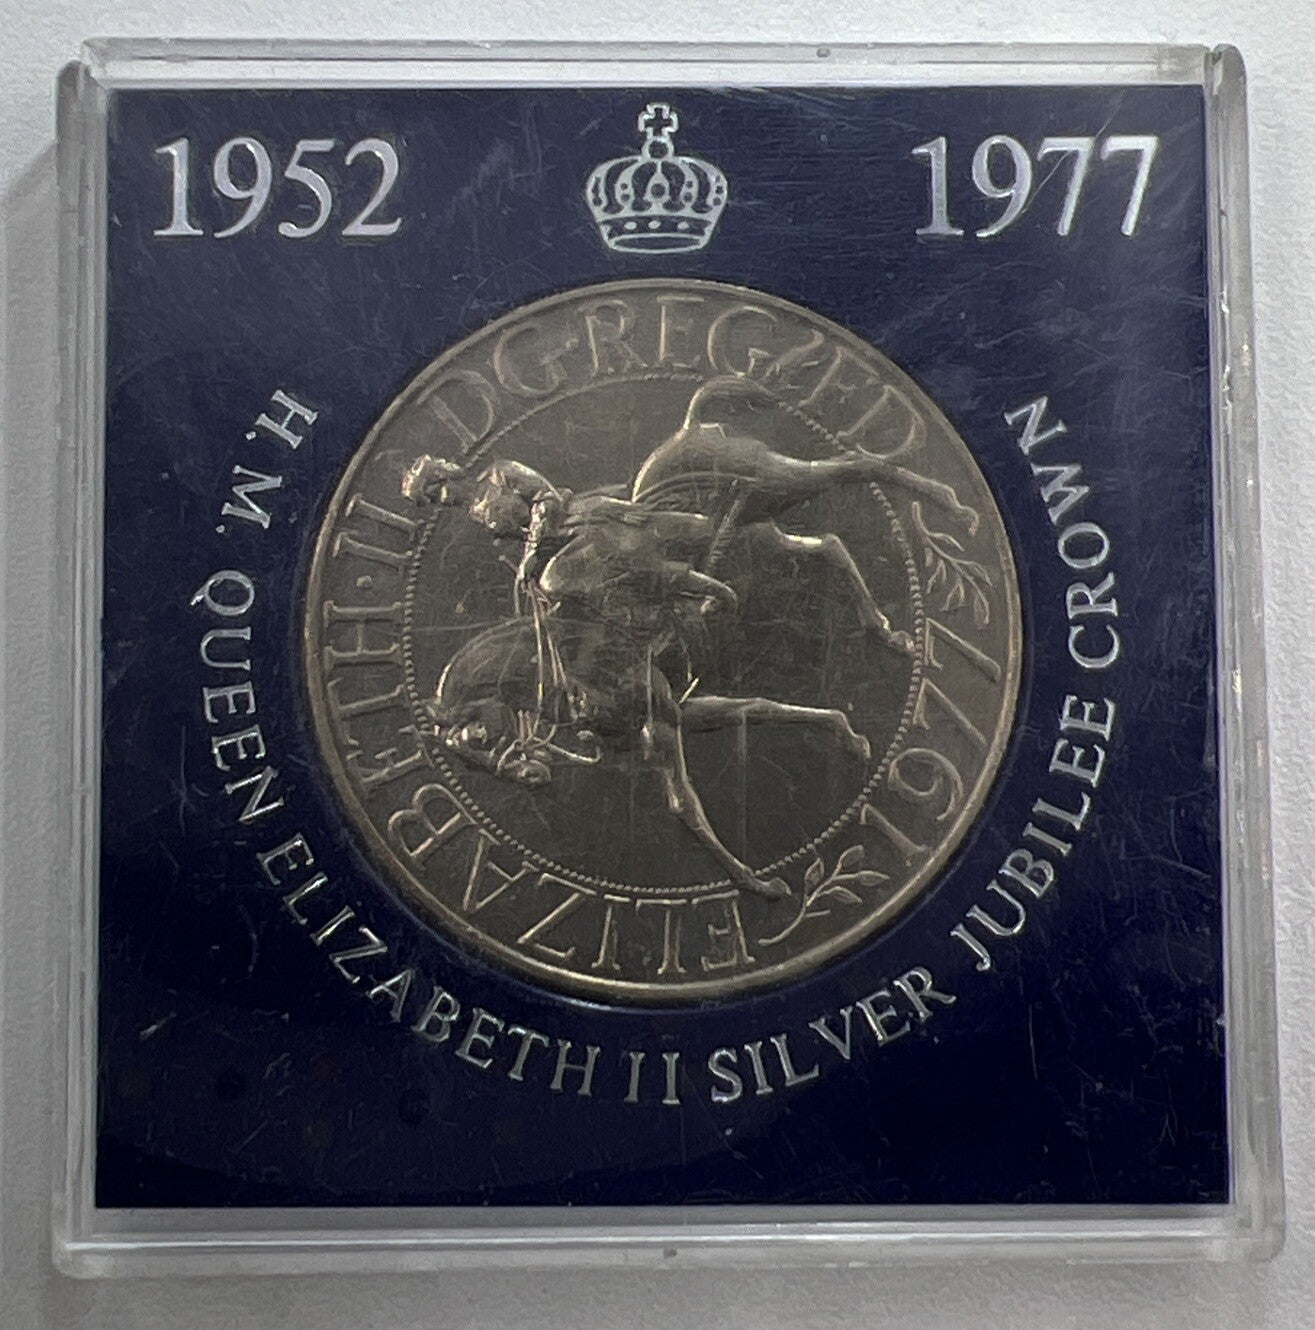 1952
1977
H. M. QUEEN ELIZABETH II SILVER JUBILEE CROWN
ELIZABETH·II DG·REG FD
1977